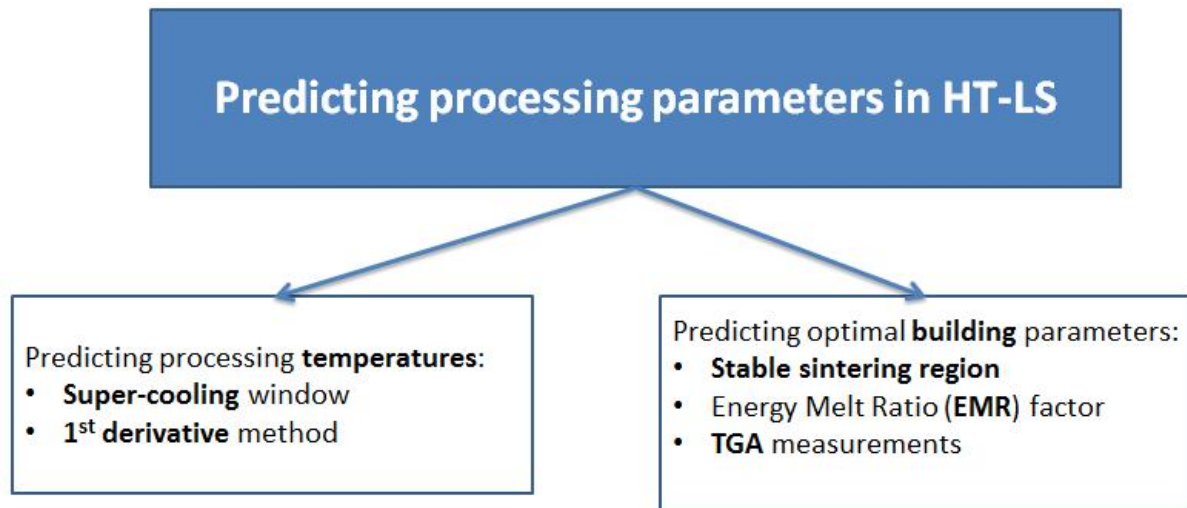 Predicting processing parameters in HT-LS
Predicting processing temperatures:
• Super-cooling window
• 1st derivative method
Predicting optimal building parameters:
• Stable sintering region
• Energy Melt Ratio (EMR) factor
• TGA measurements